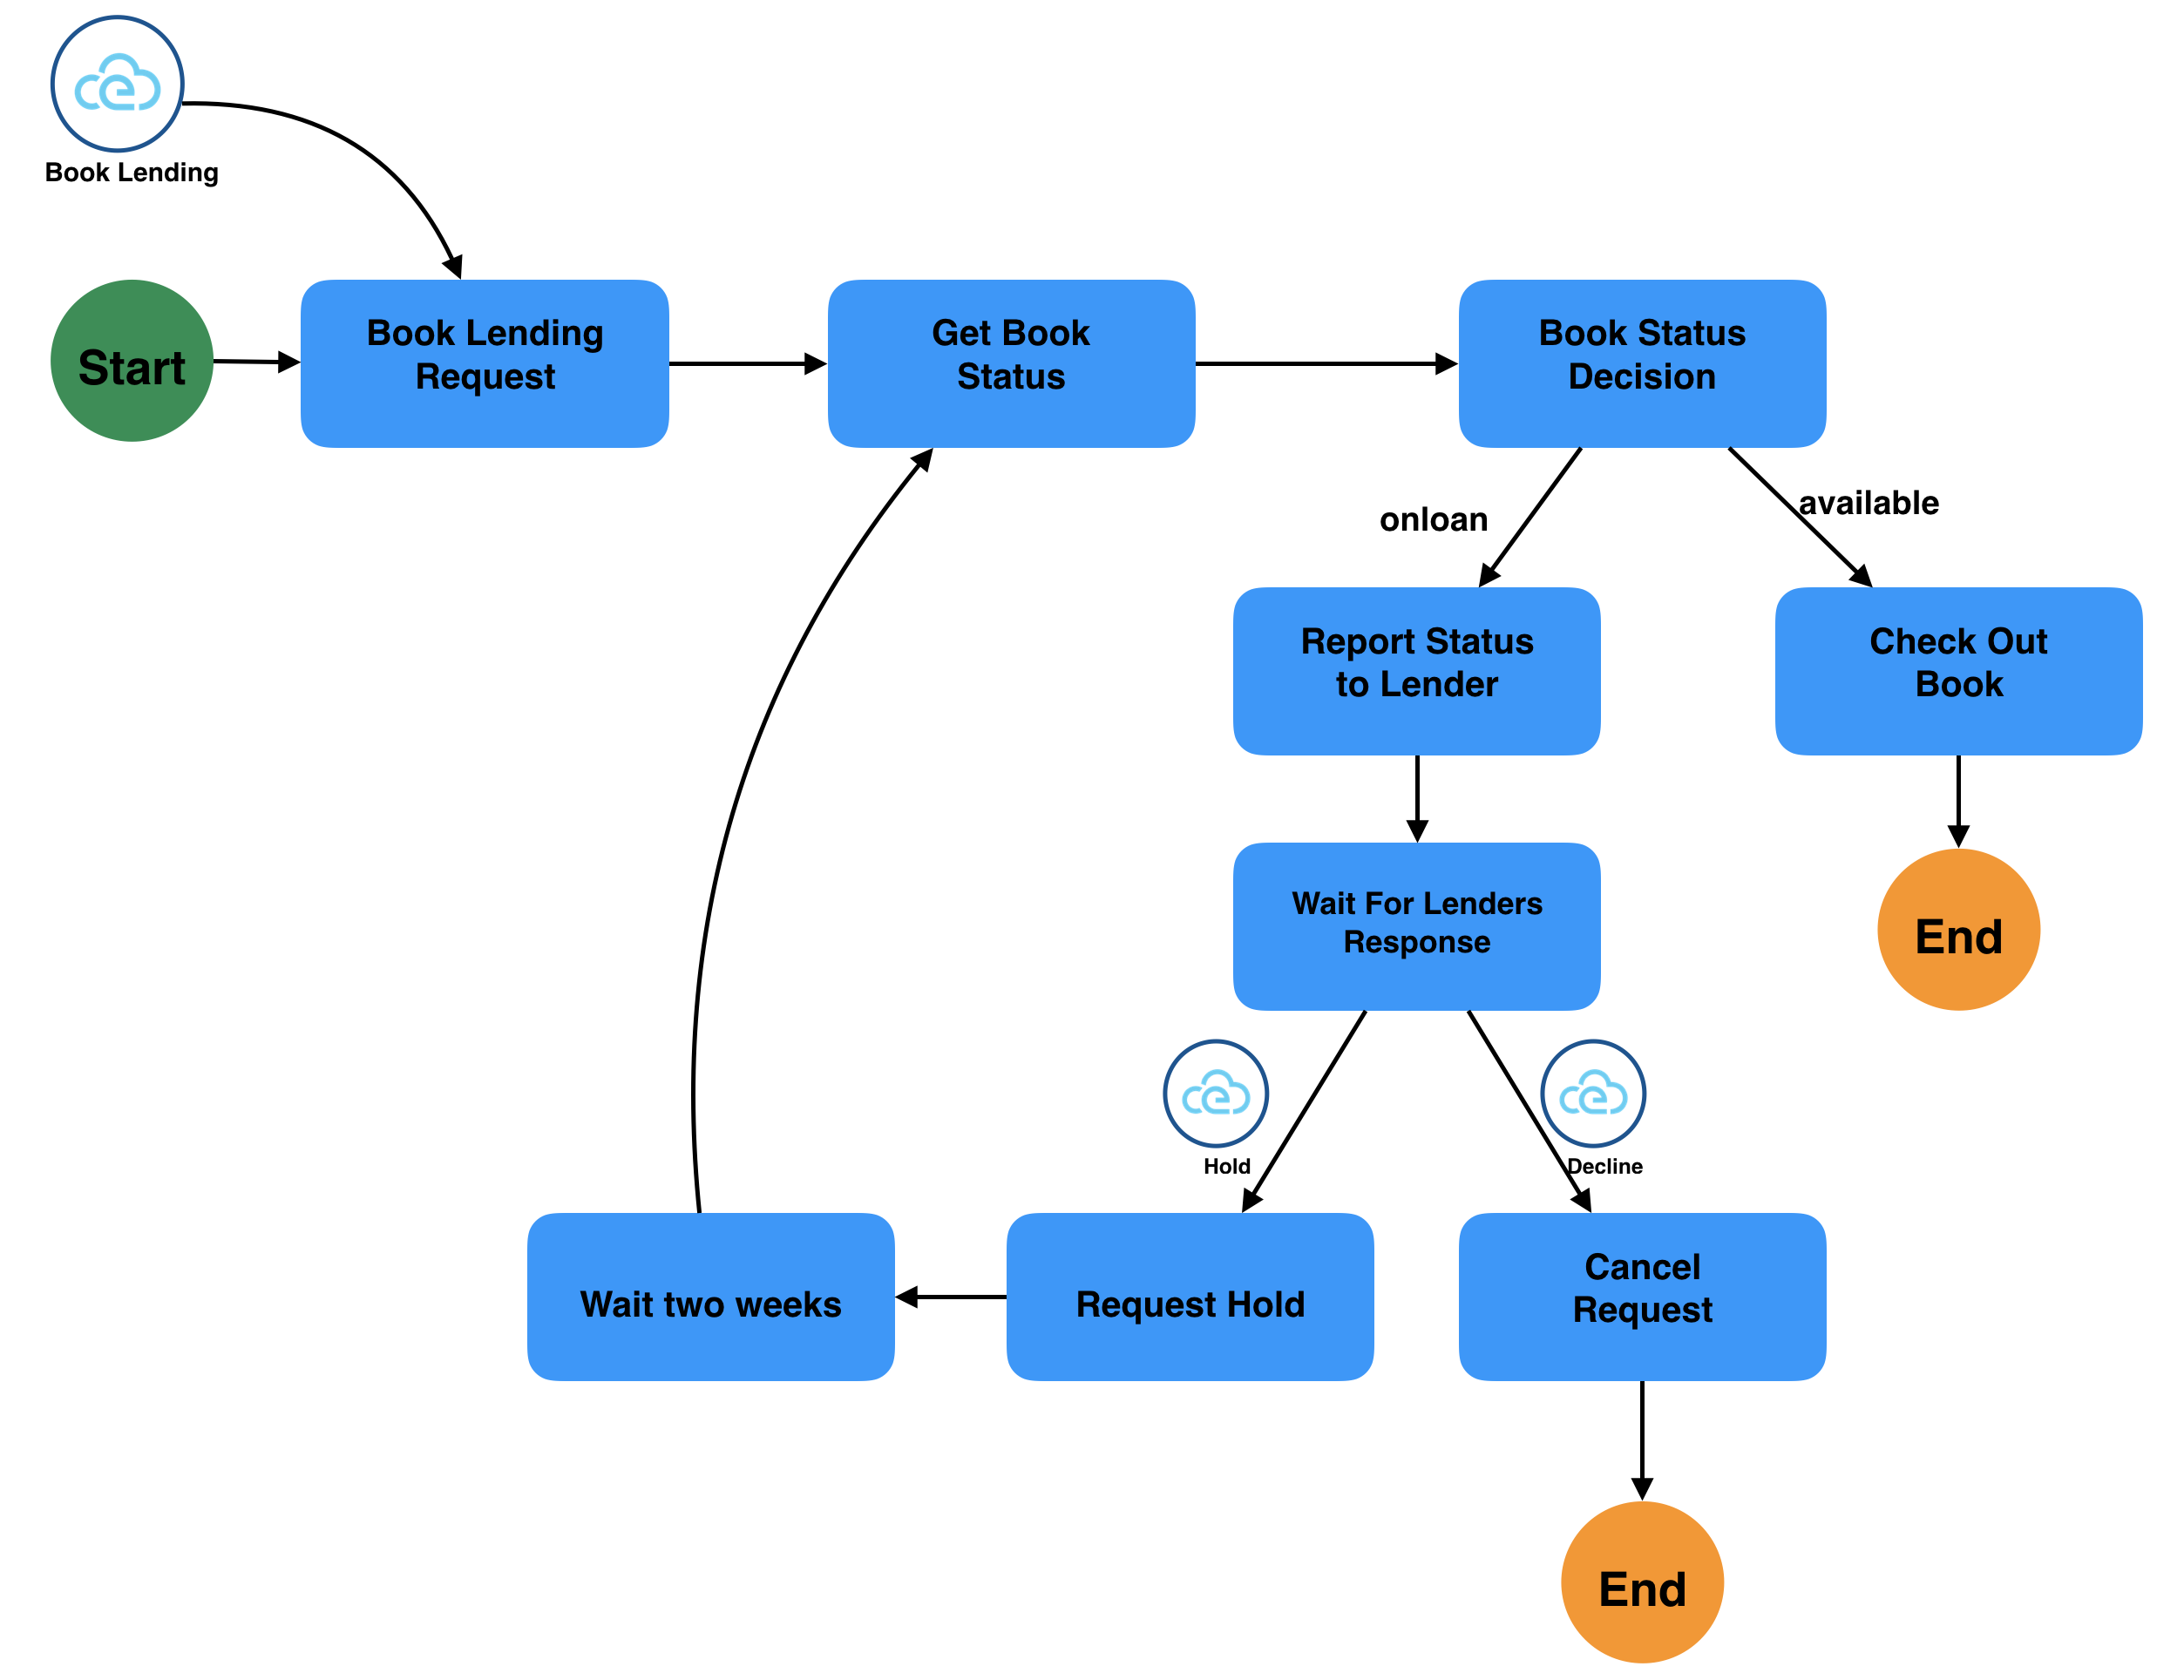 Book Lending
Start
Book Lending
Request
Get Book
Status
Book Status
Decision
onloan
available
Report Status
to Lender
Check Out
Book
Wait For Lenders
Response
End
Hold
Decline
Wait two weeks
Request Hold
Cancel
Request
End